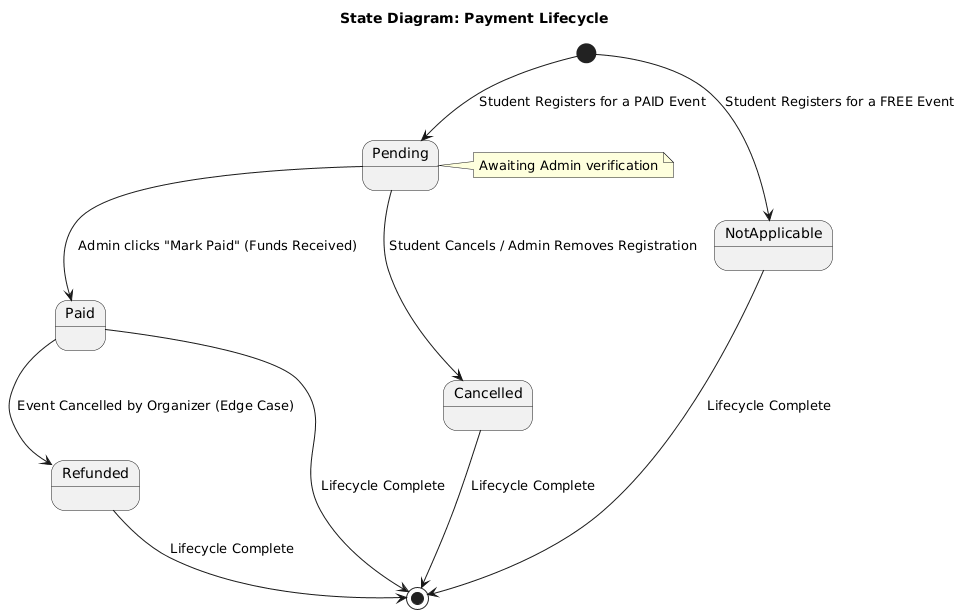 State Diagram: Payment Lifecycle
Student Registers for a PAID Event
Student Registers for a FREE Event
Pending
Awaiting Admin verification
NotApplicable
Admin clicks "Mark Paid" (Funds Received)
Student Cancels / Admin Removes Registration
Paid
Cancelled
Event Cancelled by Organizer (Edge Case)
Lifecycle Complete
Refunded
Lifecycle Complete
Lifecycle Complete
Lifecycle Complete